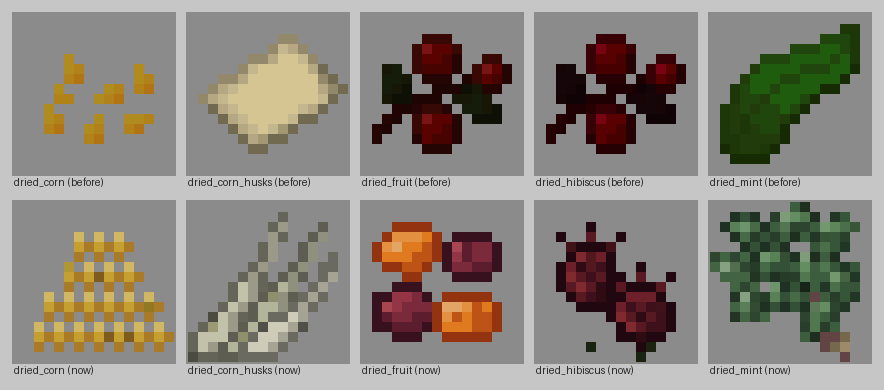 dried_corn (before)
dried_corn_husks (before)
dried_fruit (before)
dried_hibiscus (before)
dried_mint (before)
dried_corn (now)
dried_corn_husks (now)
dried_fruit (now)
dried_hibiscus (now)
dried_mint (now)